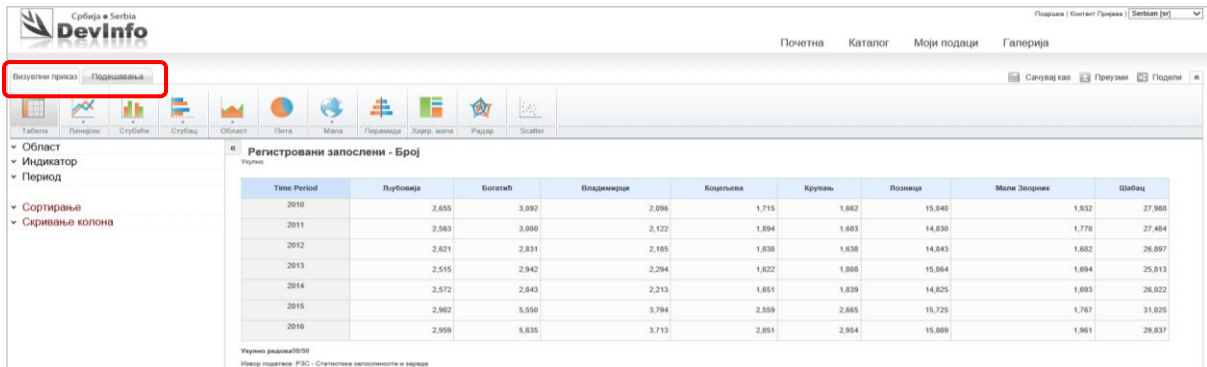 Србија • Serbia
DevInfo
Подршка | Контакт Пријава | Serbian [sr]
Почетна Каталог Моји подаци Галерија
Визуелни приказ Подешавања
Сачувај као Преузми Подели
Табела Линијски Стубићи Стубац Област Пита Мапа Пирамида Хијер. мапа Радар Scatter
Област
Индикатор
Период
Сортирање
Скривање колона
« Регистровани запослени - Број
Укупно
Time Period Љубовија Богатић Владимирци Коцељева Крупањ Лозница Мали Зворник Шабац
2010 2,655 3,092 2,096 1,715 1,662 15,040 1,932 27,988
2011 2,563 3,000 2,122 1,894 1,603 14,830 1,770 27,484
2012 2,621 2,831 2,185 1,838 1,638 14,843 1,682 26,897
2013 2,515 2,942 2,294 1,622 1,808 15,064 1,694 25,813
2014 2,572 2,843 2,213 1,651 1,839 14,825 1,693 26,022
2015 2,902 5,550 3,794 2,559 2,665 15,725 1,767 31,025
2016 2,959 5,635 3,713 2,851 2,954 15,869 1,961 29,837
Укупно редова56/56
Извор података: РЗС - Статистика запослености и зарада